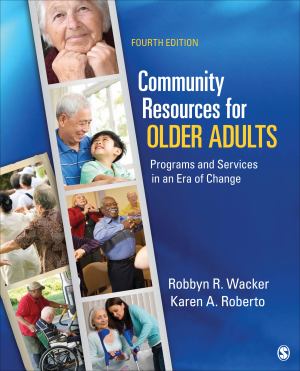 FOURTH EDITION
Community
Resources for
OLDER ADULTS
Programs and Services
in an Era of Change
Robbyn R. Wacker
Karen A. Roberto
S